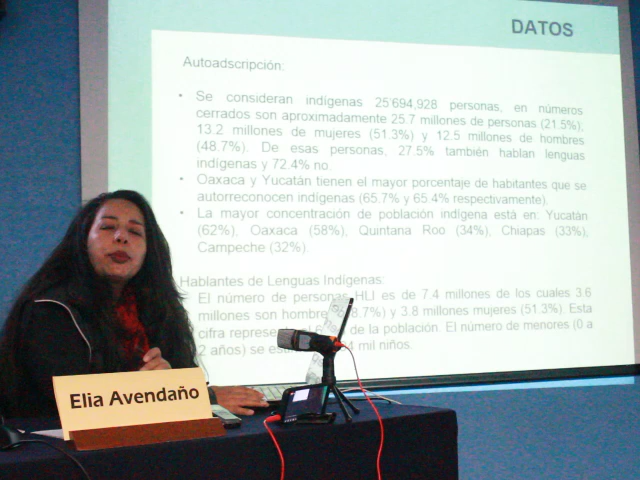 DATOS
Autoadscripción:
• Se consideran indígenas 25'694,928 personas, en números
cerrados son aproximadamente 25.7 millones de personas (21.5%);
13.2 millones de mujeres (51.3%) y 12.5 millones de hombres
(48.7%). De esas personas, 27.5% también hablan lenguas
indígenas y 72.4% no.
• Oaxaca y Yucatán tienen el mayor porcentaje de habitantes que se
autorreconocen indígenas (65.7% y 65.4% respectivamente).
• La mayor concentración de población indígena está en: Yucatán
(62%), Oaxaca (58%), Quintana Roo (34%), Chiapas (33%),
Campeche (32%).
Hablantes de Lenguas Indígenas:
El número de personas HLI es de 7.4 millones de los cuales 3.6
millones son hombre 8.7%) y 3.8 millones mujeres (51.3%). Esta
cifra de la población. El número de menores (0 a
2 años) se mil niños.
Elia Avendaño